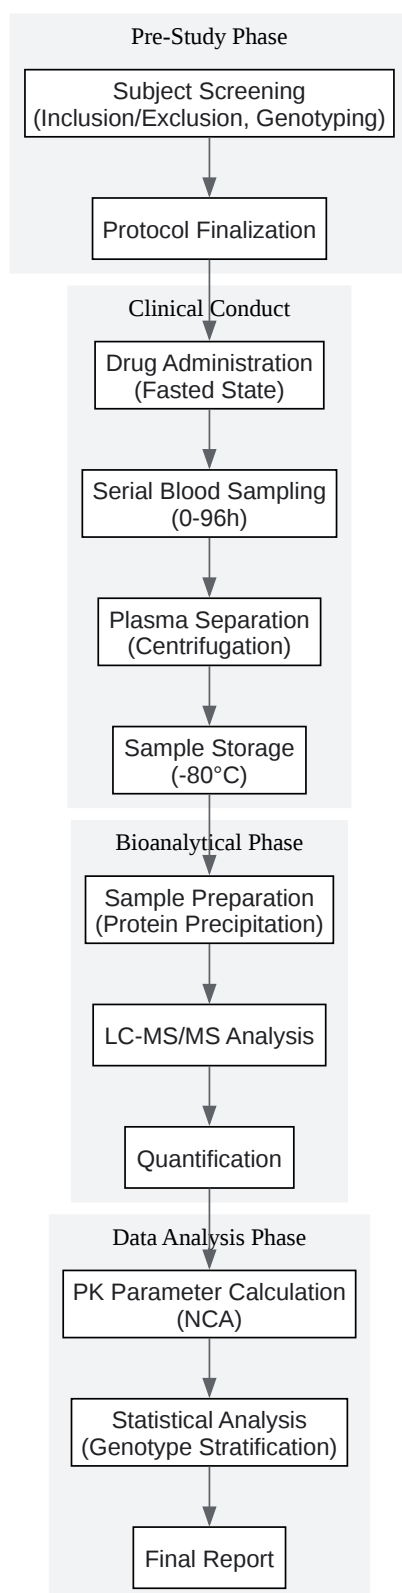 Pre-Study Phase
Subject Screening
(Inclusion/Exclusion, Genotyping)
Protocol Finalization
Clinical Conduct
Drug Administration
(Fasted State)
Serial Blood Sampling
(0-96h)
Plasma Separation
(Centrifugation)
Sample Storage
(-80°C)
Bioanalytical Phase
Sample Preparation
(Protein Precipitation)
LC-MS/MS Analysis
Quantification
Data Analysis Phase
PK Parameter Calculation
(NCA)
Statistical Analysis
(Genotype Stratification)
Final Report